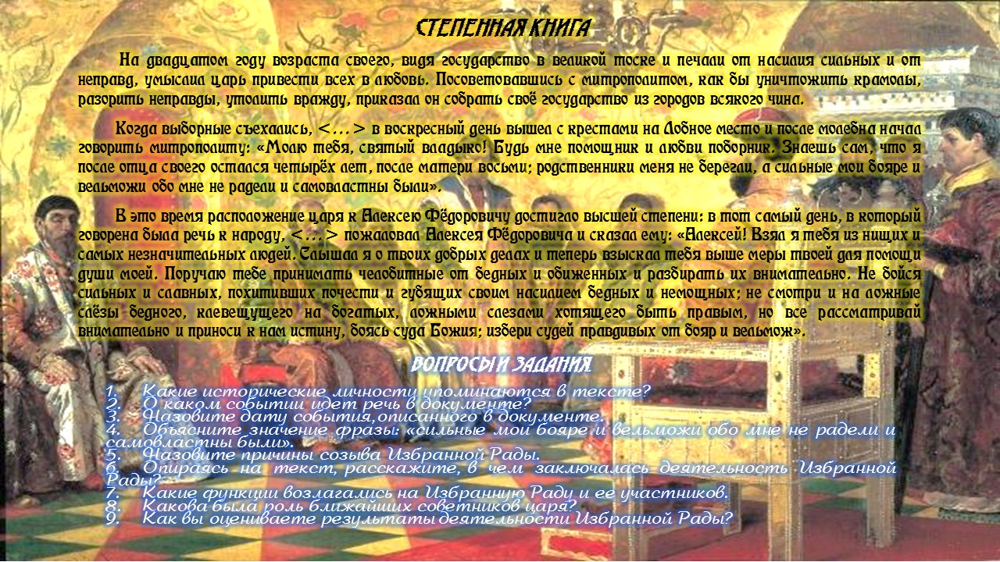 СТЕПЕННАЯ КНИГА
На двадцатом году возраста своего, видя государство в великой тоске и печали от насилия сильных и от
неправд, умыслил царь привести всех в любовь. Посоветовавшись с митрополитом, как бы уничтожить крамолы,
разорить неправды, утолить вражду, приказал он собрать своё государство из городов всякого чина.
Когда выборные съехались, <…> в воскресный день вышел с крестами на Лобное место и после молебна начал
говорить митрополиту: «Молю тебя, святый владыко! Будь мне помощник и любви поборник. Знаешь сам, что я
после отца своего остался четырёх лет, после матери восьми; родственники меня не берегли, а сильные мои бояре и
вельможи обо мне не радели и самовластны были».
В это время расположение царя к Алексею Фёдоровичу достигло высшей степени: в тот самый день, в который
говорена была речь к народу, <…> пожаловал Алексея Фёдоровича и сказал ему: «Алексей! Взял я тебя из нищих и
самых незначительных людей. Слышал я о твоих добрых делах и теперь взыскал тебя выше меры твоей для помощи
души моей. Поручаю тебе принимать челобитные от бедных и обиженных и разбирать их внимательно. Не бойся
сильных и славных, похитивших почести и губящих своим насилием бедных и немощных; не смотри и на ложные
слёзы бедного, клевещущего на богатых, ложными слезами хотящего быть правым, но все рассматривай
внимательно и приноси к нам истину, боясь суда Божия; избери судей правдивых от бояр и вельмож».
ВОПРОСЫ И ЗАДАНИЯ
1. Какие исторические личности упоминаются в тексте?
2. О каком событии идет речь в документе?
3. Назовите дату события, описанного в документе.
4. Объясните значение фразы: «сильные мои бояре и вельможи обо мне не радели и
самовластны были».
5. Назовите причины созыва Избранной Рады.
6. Опираясь на текст, расскажите, в чем заключалась деятельность Избранной
Рады?
7. Какие функции возлагались на Избранную Раду и ее участников.
8. Какова была роль ближайших советников царя?
9. Как вы оцениваете результаты деятельности Избранной Рады?